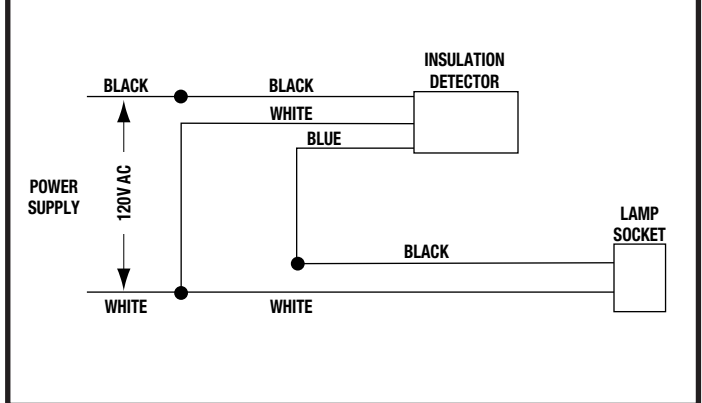 INSULATION
DETECTOR
BLACK
BLACK
WHITE
BLUE
POWER
SUPPLY
120V AC
LAMP
SOCKET
BLACK
WHITE
WHITE